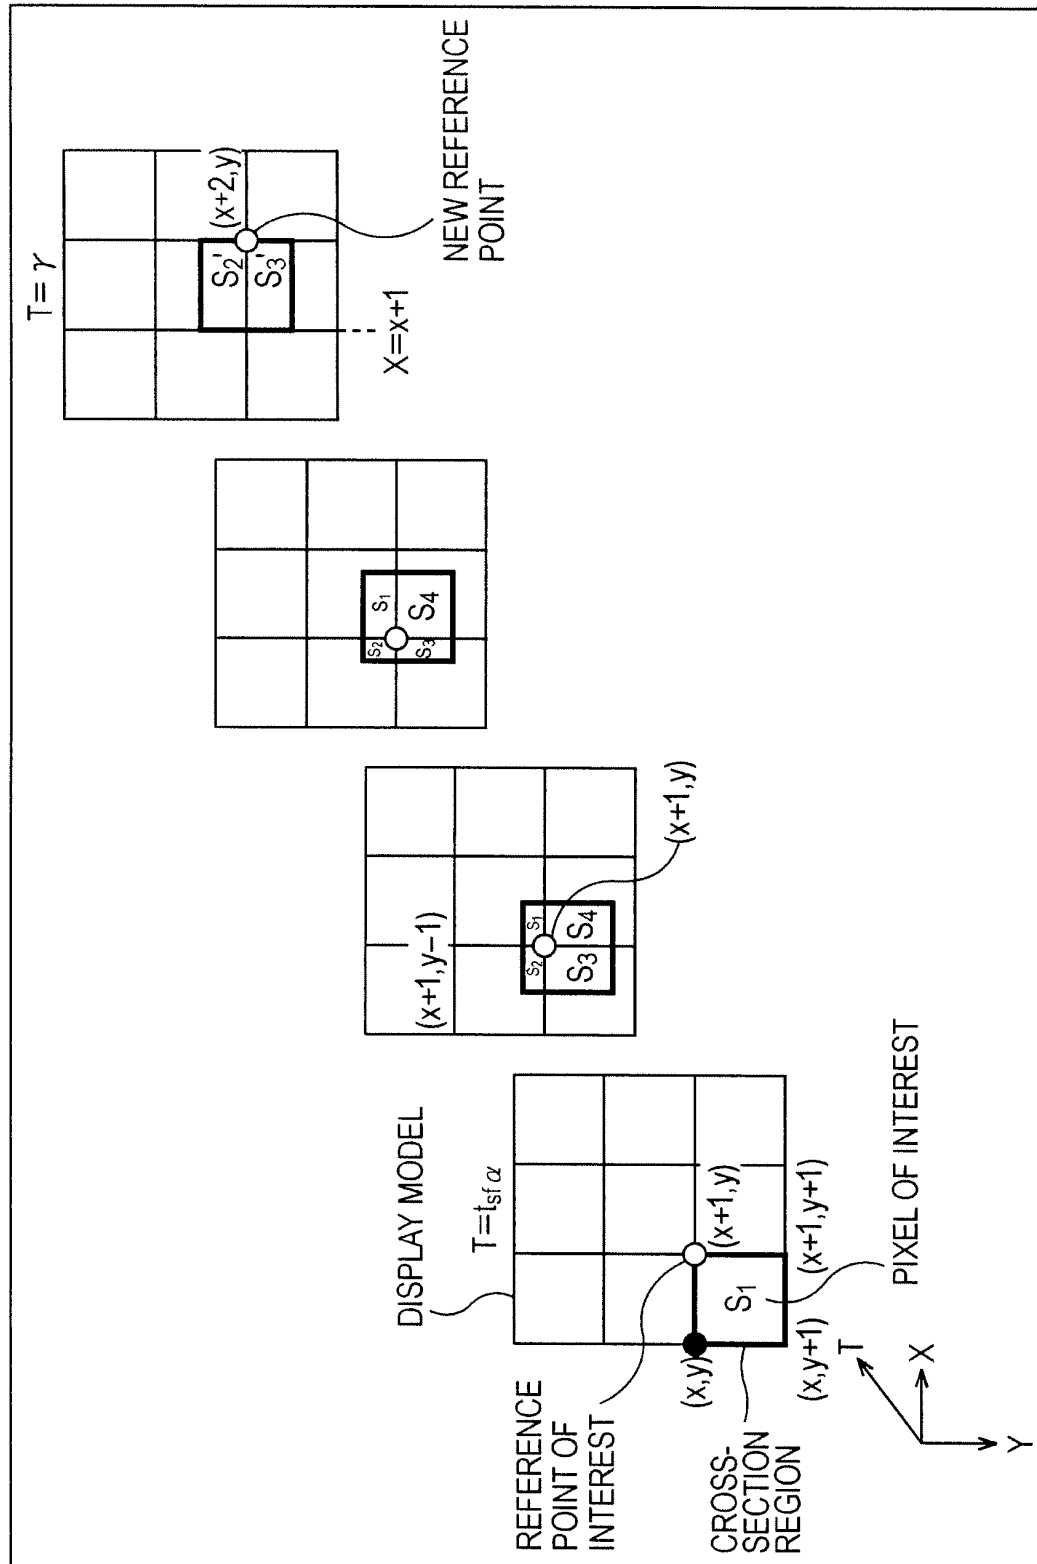 DISPLAY MODEL
T=tsfα
REFERENCE
POINT OF
INTEREST
(x,y)
(x+1,y)
S1
CROSS-
SECTION
REGION
(x,y+1)
(x+1,y+1)
PIXEL OF INTEREST
T
X
Y
(x+1,y−1)
S2
S1
S3
S4
(x+1,y)
S2
S1
S3
S4
T=γ
(x+2,y)
S2'
S3'
X=x+1
NEW REFERENCE
POINT